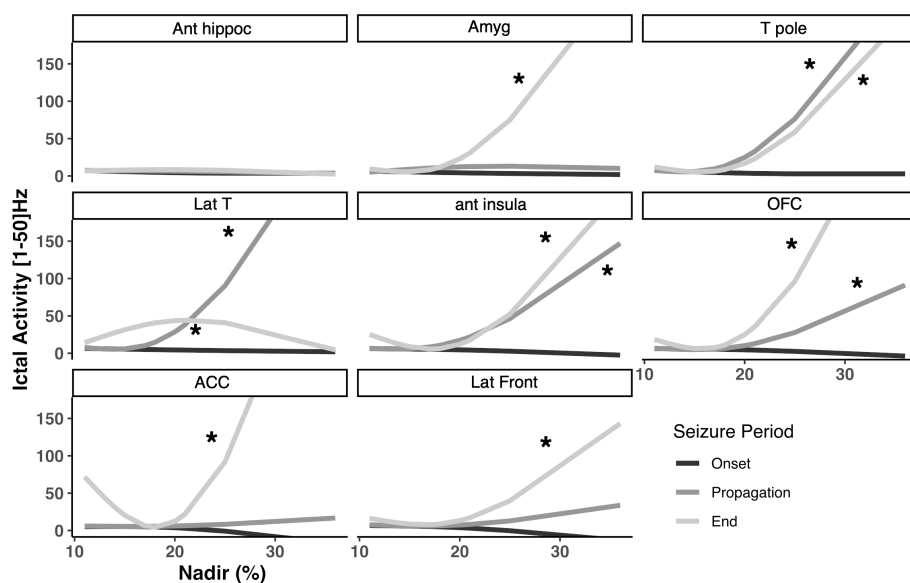 Ant hippoc
Amyg
T pole
150
100
50
0
*
*
*
Lat T
ant insula
OFC
150
100
50
0
*
*
*
*
*
*
10
20
30
ACC
Lat Front
150
100
50
0
*
*
10
20
30
10
20
30
Ictal Activity [1-50]Hz
Nadir (%)
Seizure Period
Onset
Propagation
End